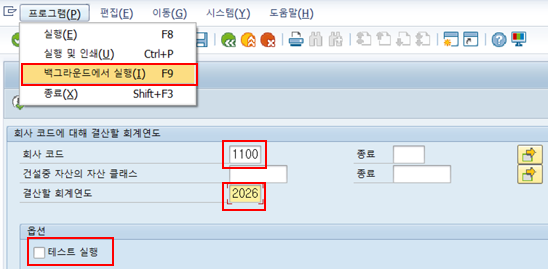 프로그램(P) 편집(E) 이동(G) 시스템(Y) 도움말(H)
실행(E) F8
실행 및 인쇄(U) Ctrl+P
백그라운드에서 실행(I) F9
종료(X) Shift+F3
회사 코드에 대해 결산할 회계연도
회사 코드 1100 종료
건설중 자산의 자산 클래스 종료
결산할 회계연도 2026
옵션
테스트 실행